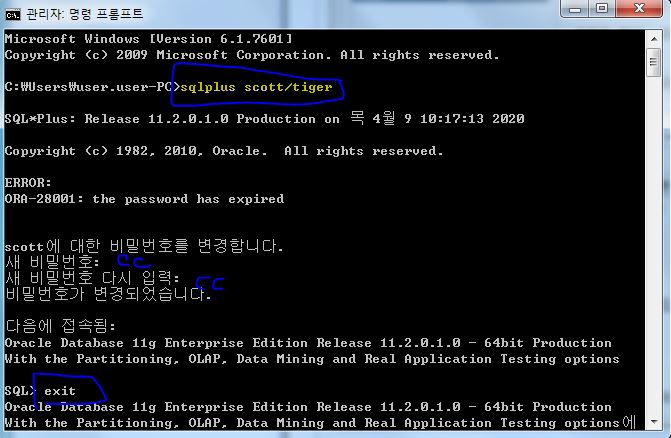 관리자: 명령 프롬프트
Microsoft Windows [Version 6.1.7601]
Copyright (c) 2009 Microsoft Corporation. All rights reserved.
C:₩Users₩user.user-PC>sqlplus scott/tiger
SQL*Plus: Release 11.2.0.1.0 Production on 목 4월 9 10:17:13 2020
Copyright (c) 1982, 2010, Oracle.  All rights reserved.
ERROR:
ORA-28001: the password has expired
scott에 대한 비밀번호를 변경합니다.
새 비밀번호: cc
새 비밀번호 다시 입력: cc
비밀번호가 변경되었습니다.
다음에 접속됨:
Oracle Database 11g Enterprise Edition Release 11.2.0.1.0 - 64bit Production
With the Partitioning, OLAP, Data Mining and Real Application Testing options
SQL> exit
Oracle Database 11g Enterprise Edition Release 11.2.0.1.0 - 64bit Production
With the Partitioning, OLAP, Data Mining and Real Application Testing options에